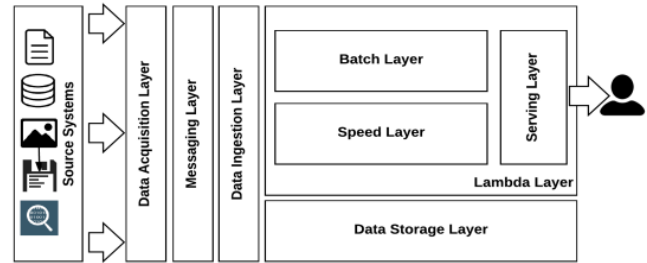 Source Systems
Data Acquisition Layer
Messaging Layer
Data Ingestion Layer
Batch Layer
Speed Layer
Serving Layer
Lambda Layer
Data Storage Layer